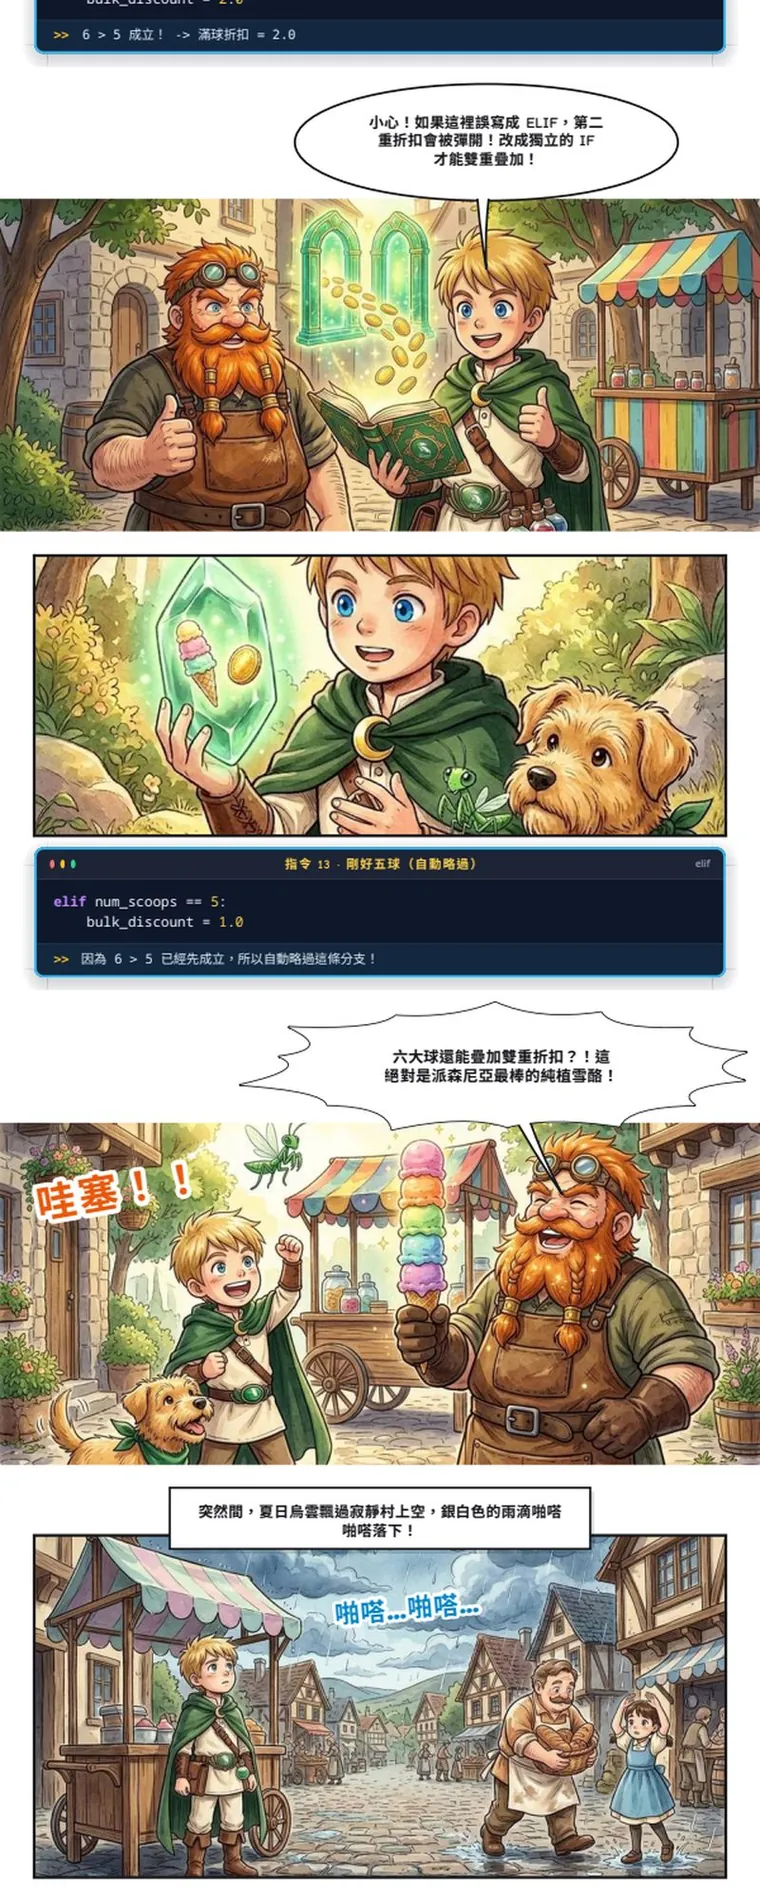 bulk_discount = 2.0
>> 6 > 5 成立！ -> 滿球折扣 = 2.0
小心！如果這裡誤寫成 ELIF，第二
重折扣會被彈開！改成獨立的 IF
才能雙重疊加！
指令 13 · 剛好五球（自動略過）
elif
elif num_scoops == 5:
bulk_discount = 1.0
>> 因為 6 > 5 已經先成立，所以自動略過這條分支！
六大球還能疊加雙重折扣？！這
絕對是派森尼亞最棒的純植雪酪！
哇塞！！
突然間，夏日烏雲飄過寂靜村上空，銀白色的雨滴啪嗒
啪嗒落下！
啪嗒...啪嗒...